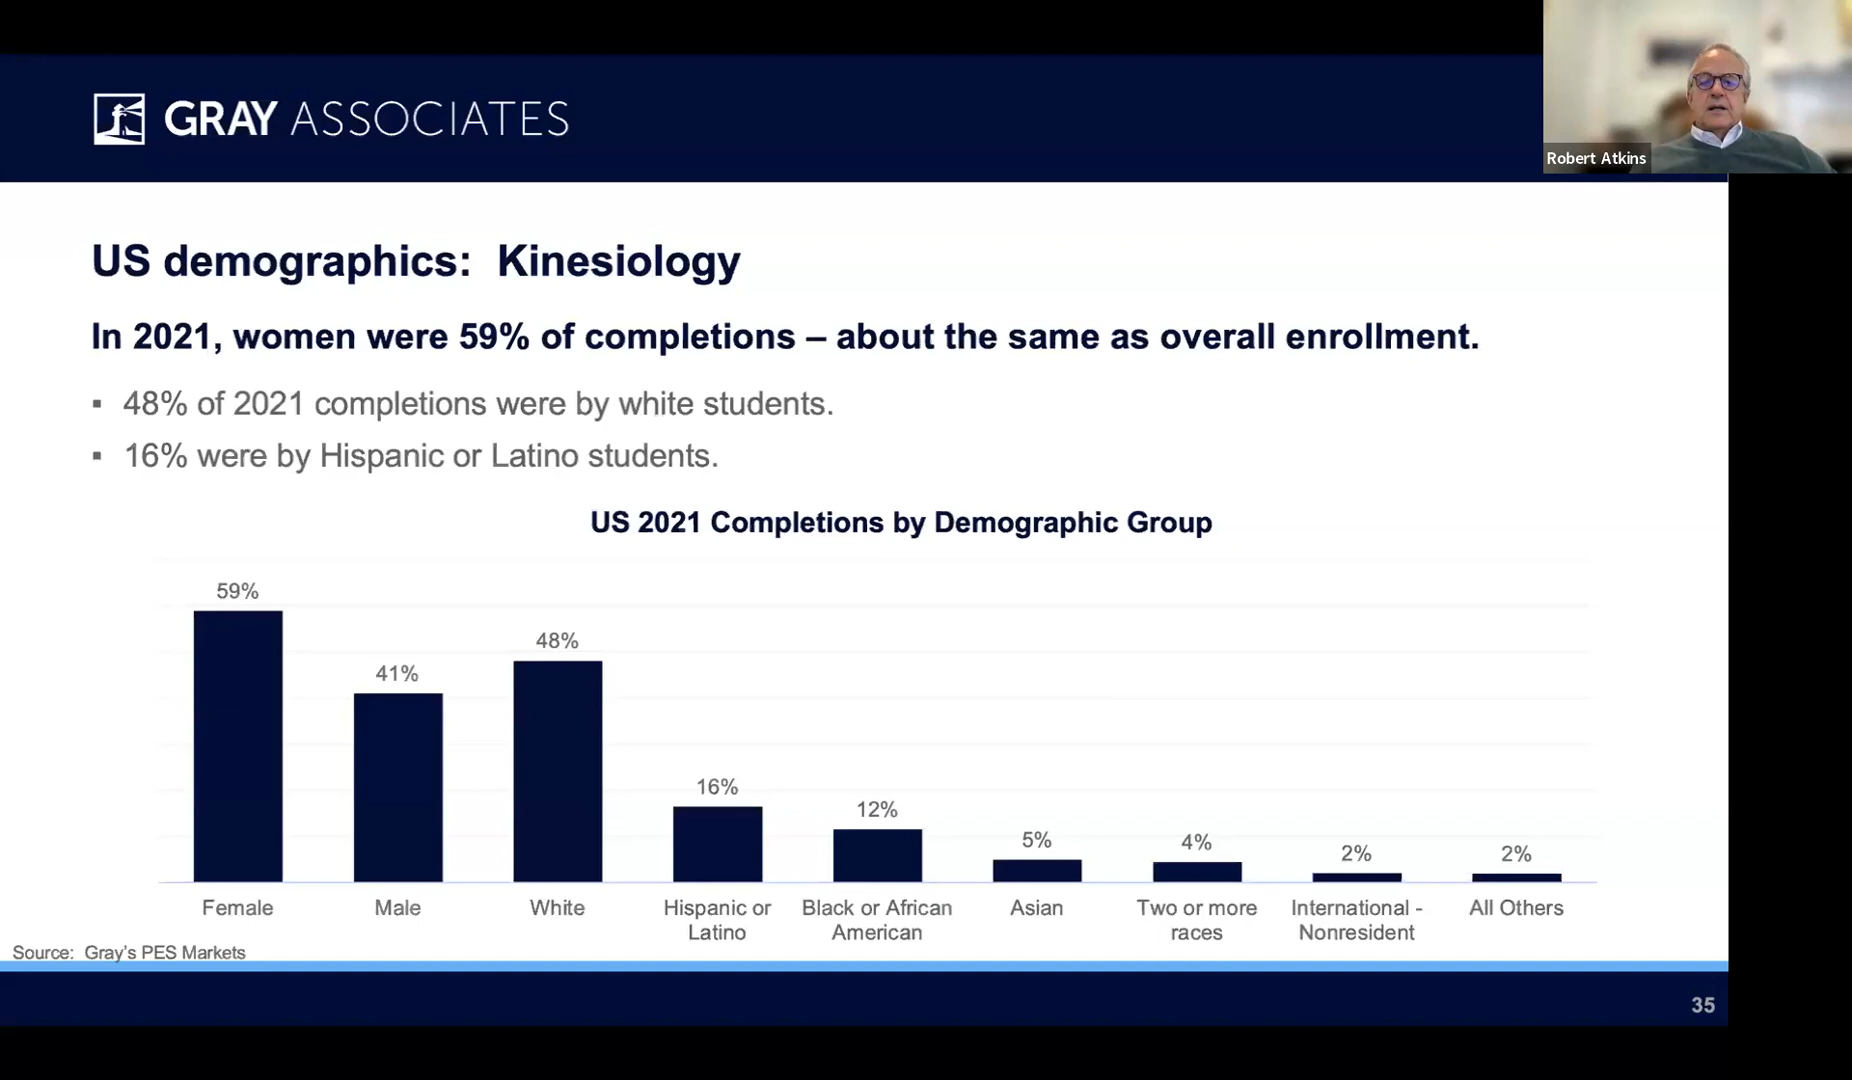 GRAY ASSOCIATES
Robert Atkins
US demographics: Kinesiology
In 2021, women were 59% of completions – about the same as overall enrollment.
▪ 48% of 2021 completions were by white students.
▪ 16% were by Hispanic or Latino students.
US 2021 Completions by Demographic Group
59%
41%
48%
16%
12%
5%
4%
2%
2%
Female
Male
White
Hispanic or
Latino
Black or African
American
Asian
Two or more
races
International -
Nonresident
All Others
Source: Gray's PES Markets
35